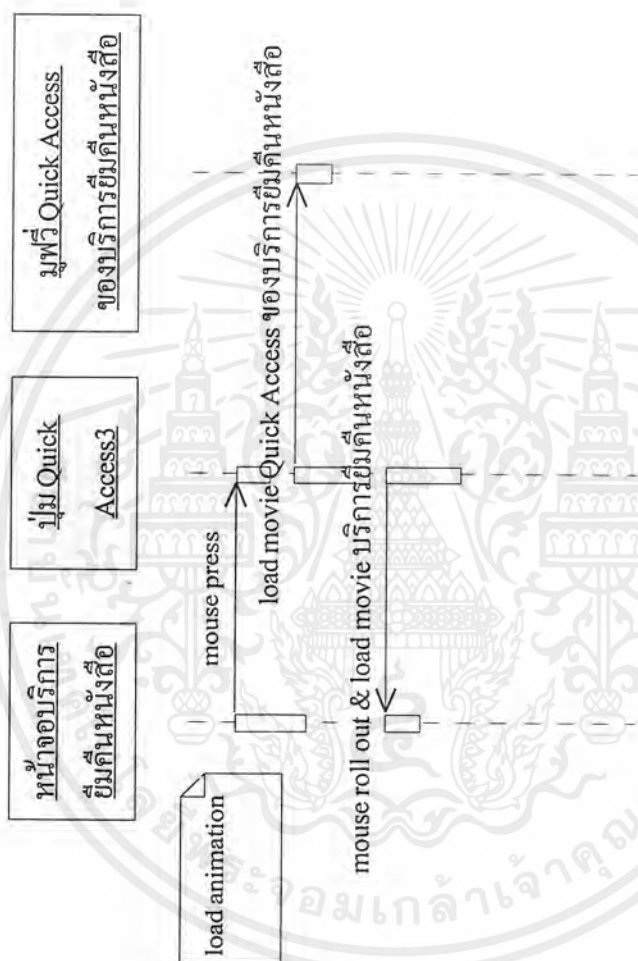 หน้าจอบริการ
ยืมคืนหนังสือ
ปุ่ม Quick
Access3
มูฟวี่ Quick Access
ของบริการยืมคืนหนังสือ
load animation
mouse press
load movie Quick Access ของบริการยืมคืนหนังสือ
mouse roll out & load movie บริการยืมคืนหนังสือ